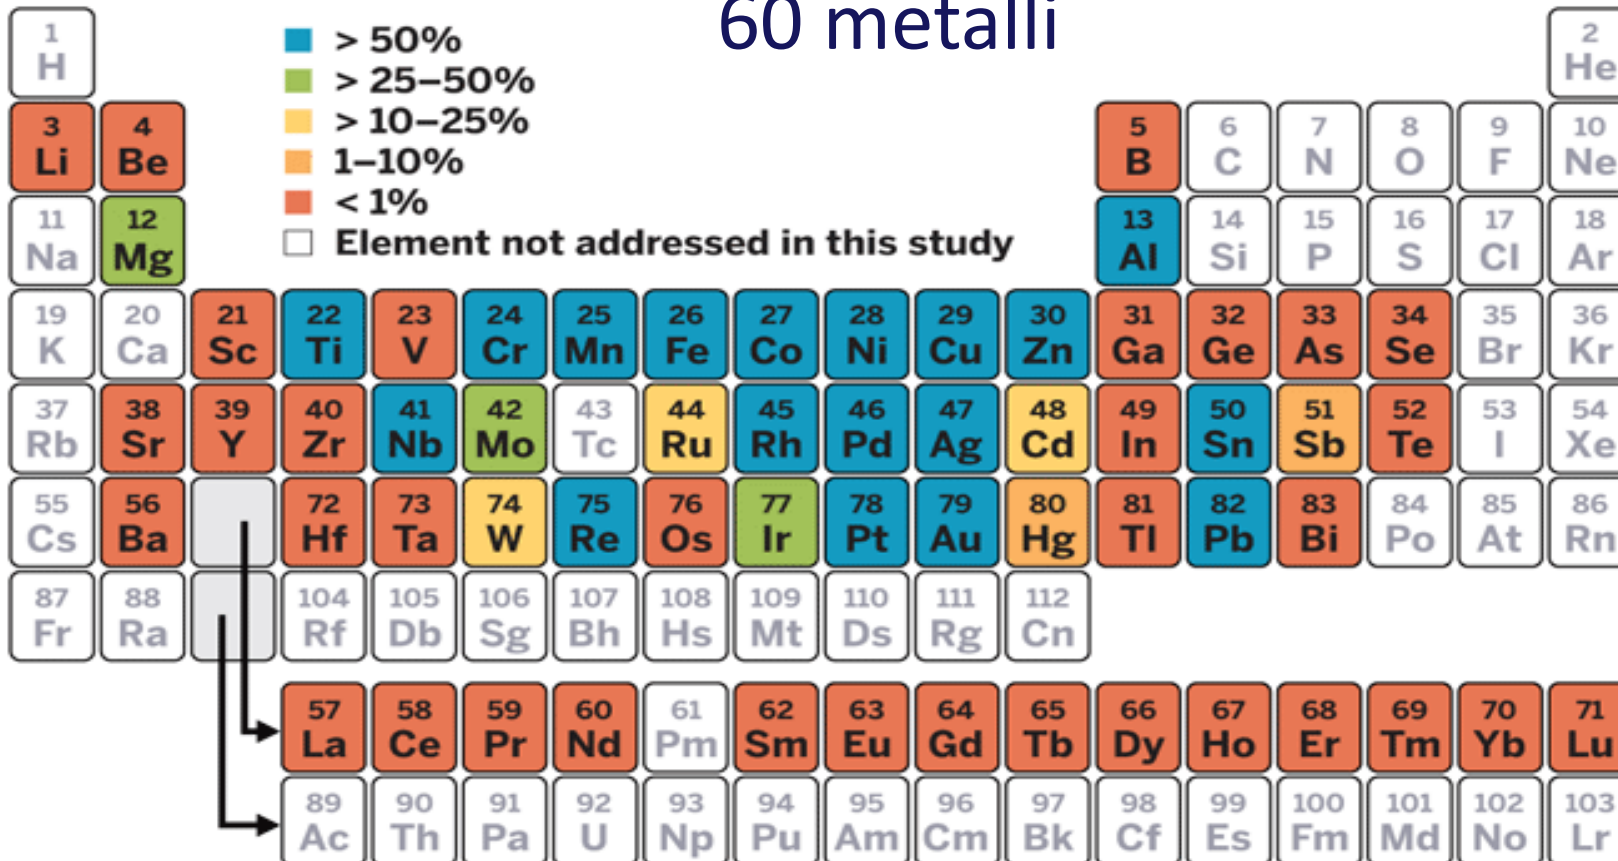 60 metalli
> 50%
> 25–50%
> 10–25%
1–10%
< 1%
Element not addressed in this study
1 2
H He
3 4 5 6 7 8 9 10
Li Be B C N O F Ne
11 12 13 14 15 16 17 18
Na Mg Al Si P S Cl Ar
19 20 21 22 23 24 25 26 27 28 29 30 31 32 33 34 35 36
K Ca Sc Ti V Cr Mn Fe Co Ni Cu Zn Ga Ge As Se Br Kr
37 38 39 40 41 42 43 44 45 46 47 48 49 50 51 52 53 54
Rb Sr Y Zr Nb Mo Tc Ru Rh Pd Ag Cd In Sn Sb Te I Xe
55 56 72 73 74 75 76 77 78 79 80 81 82 83 84 85 86
Cs Ba Hf Ta W Re Os Ir Pt Au Hg Tl Pb Bi Po At Rn
87 88 104 105 106 107 108 109 110 111 112
Fr Ra Rf Db Sg Bh Hs Mt Ds Rg Cn
57 58 59 60 61 62 63 64 65 66 67 68 69 70 71
La Ce Pr Nd Pm Sm Eu Gd Tb Dy Ho Er Tm Yb Lu
89 90 91 92 93 94 95 96 97 98 99 100 101 102 103
Ac Th Pa U Np Pu Am Cm Bk Cf Es Fm Md No Lr